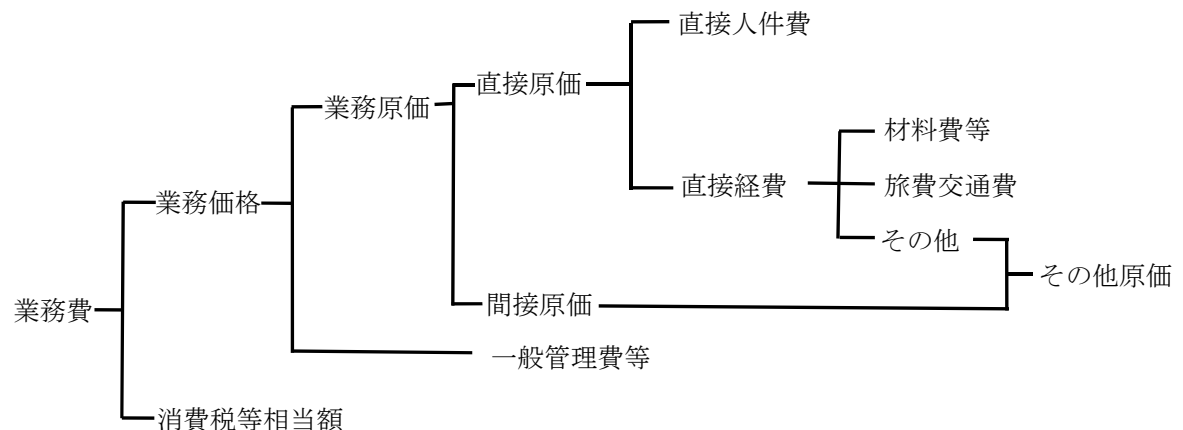 直接人件費
直接原価
業務原価
材料費等
直接経費
旅費交通費
業務価格
その他
その他原価
業務費
間接原価
一般管理費等
消費税等相当額